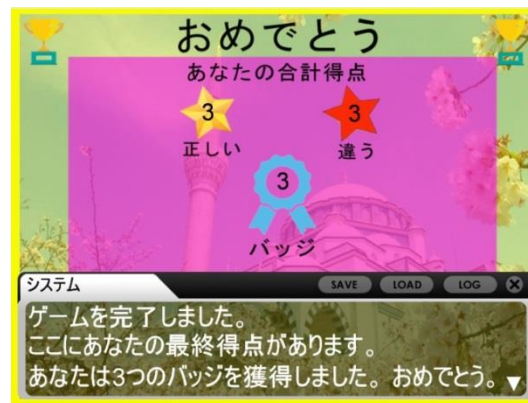 おめでとう
あなたの合計得点
3 3
正しい 違う
3
バッジ
システム SAVE LOAD LOG
ゲームを完了しました。
ここにあなたの最終得点があります。
あなたは3つのバッジを獲得しました。おめでとう。